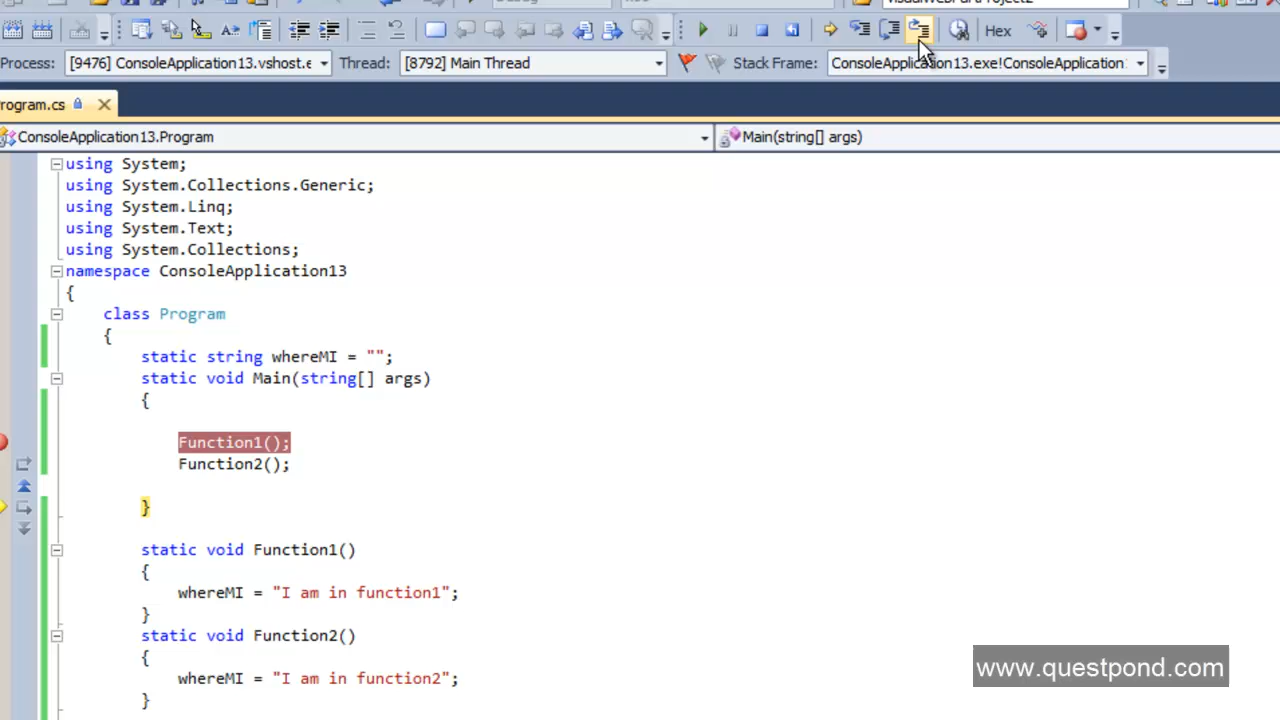 Hex
Process: [9476] ConsoleApplication13.vshost.e Thread: [8792] Main Thread Stack Frame: ConsoleApplication13.exe!ConsoleApplication
rogram.cs
ConsoleApplication13.Program Main(string[] args)
using System;
using System.Collections.Generic;
using System.Linq;
using System.Text;
using System.Collections;
namespace ConsoleApplication13
{
class Program
{
static string whereMI = "";
static void Main(string[] args)
{
Function1();
Function2();
}
static void Function1()
{
whereMI = "I am in function1";
}
static void Function2()
{
whereMI = "I am in function2";
}
www.questpond.com